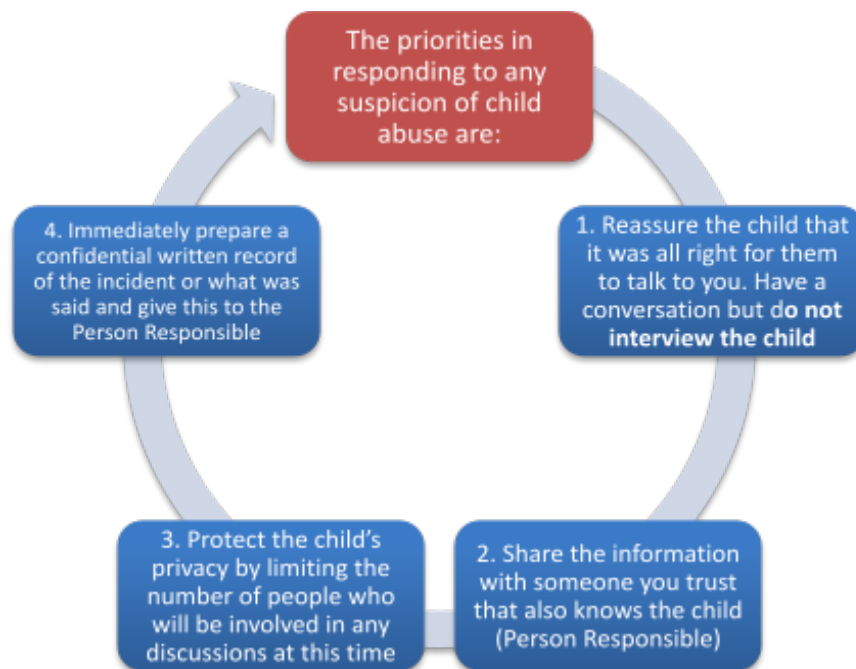 The priorities in
responding to any
suspicion of child
abuse are:
1. Reassure the child that
it was all right for them
to talk to you. Have a
conversation but do not
interview the child
2. Share the information
with someone you trust
that also knows the child
(Person Responsible)
3. Protect the child’s
privacy by limiting the
number of people who
will be involved in any
discussions at this time
4. Immediately prepare a
confidential written record
of the incident or what was
said and give this to the
Person Responsible